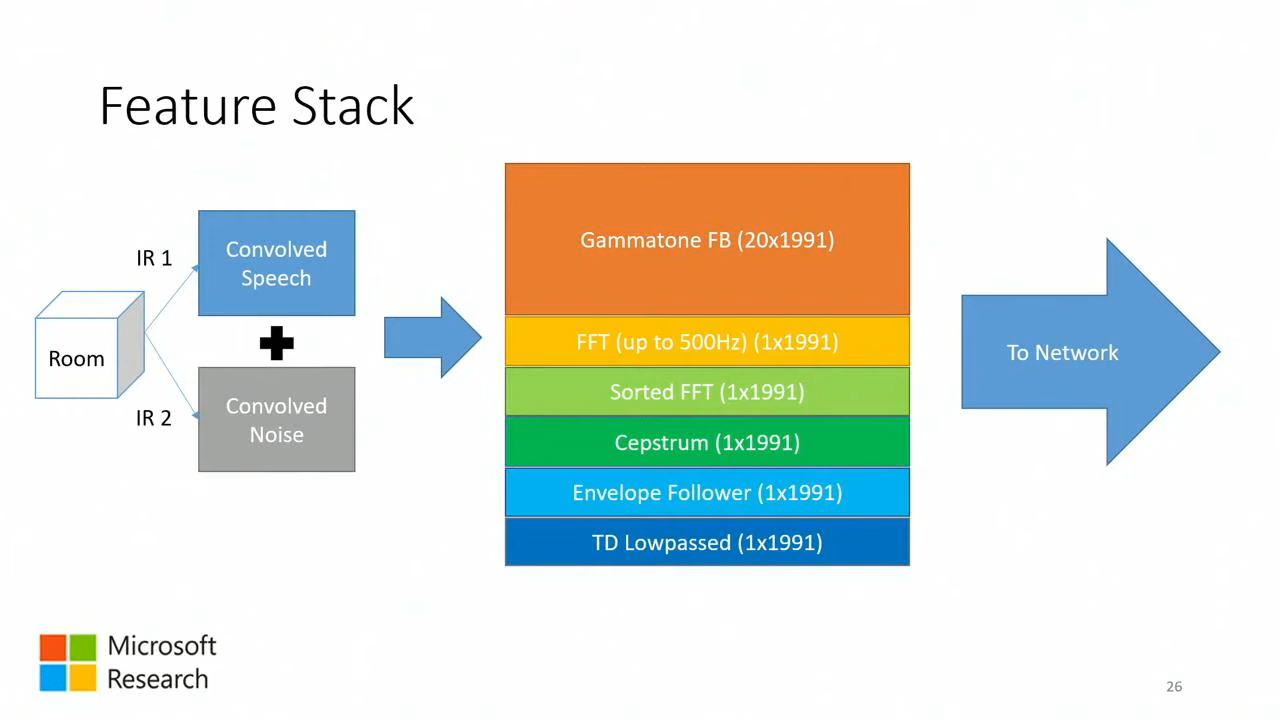 Feature Stack
IR 1
Convolved
Speech
Room
IR 2
Convolved
Noise
Gammatone FB (20x1991)
FFT (up to 500Hz) (1x1991)
Sorted FFT (1x1991)
Cepstrum (1x1991)
Envelope Follower (1x1991)
TD Lowpassed (1x1991)
To Network
Microsoft
Research
26